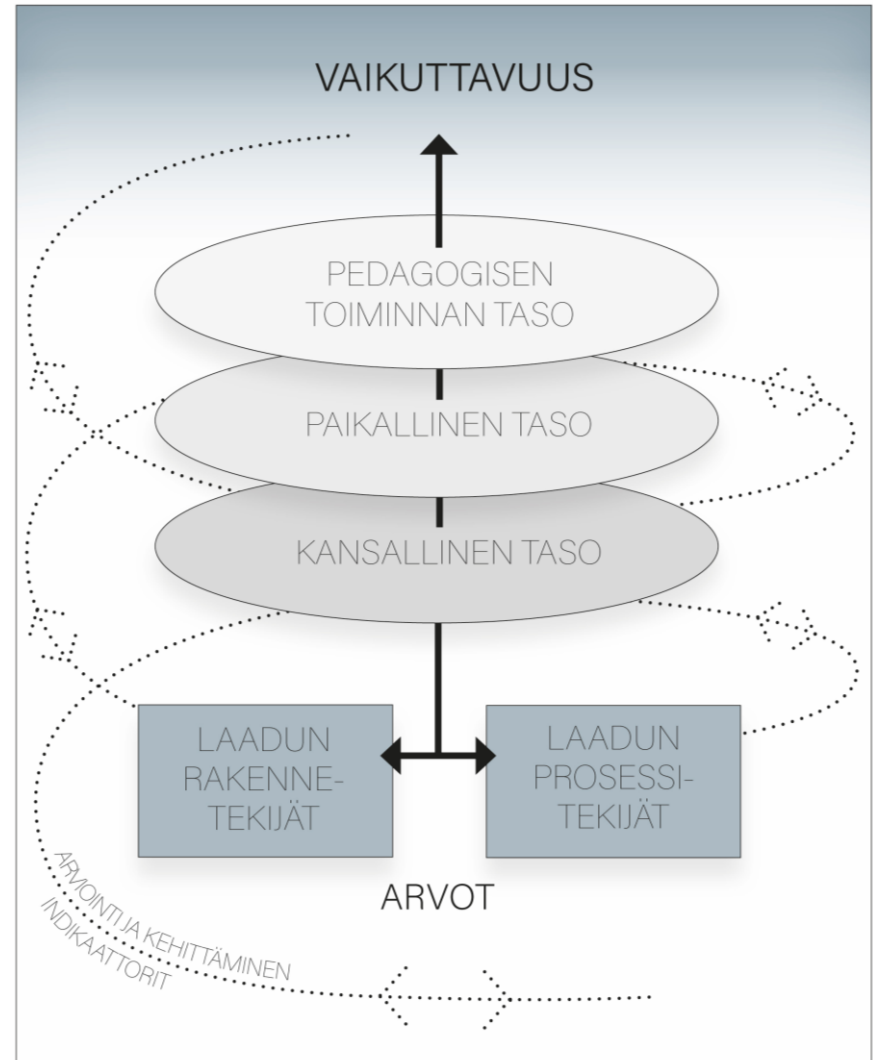 VAIKUTTAVUUS
PEDAGOGISEN
TOIMINNAN TASO
PAIKALLINEN TASO
KANSALLINEN TASO
LAADUN
RAKENNE-
TEKIJÄT
LAADUN
PROSESSI-
TEKIJÄT
ARVOT
ARVIOINTI JA KEHITTÄMINEN
INDIKAATTORIT